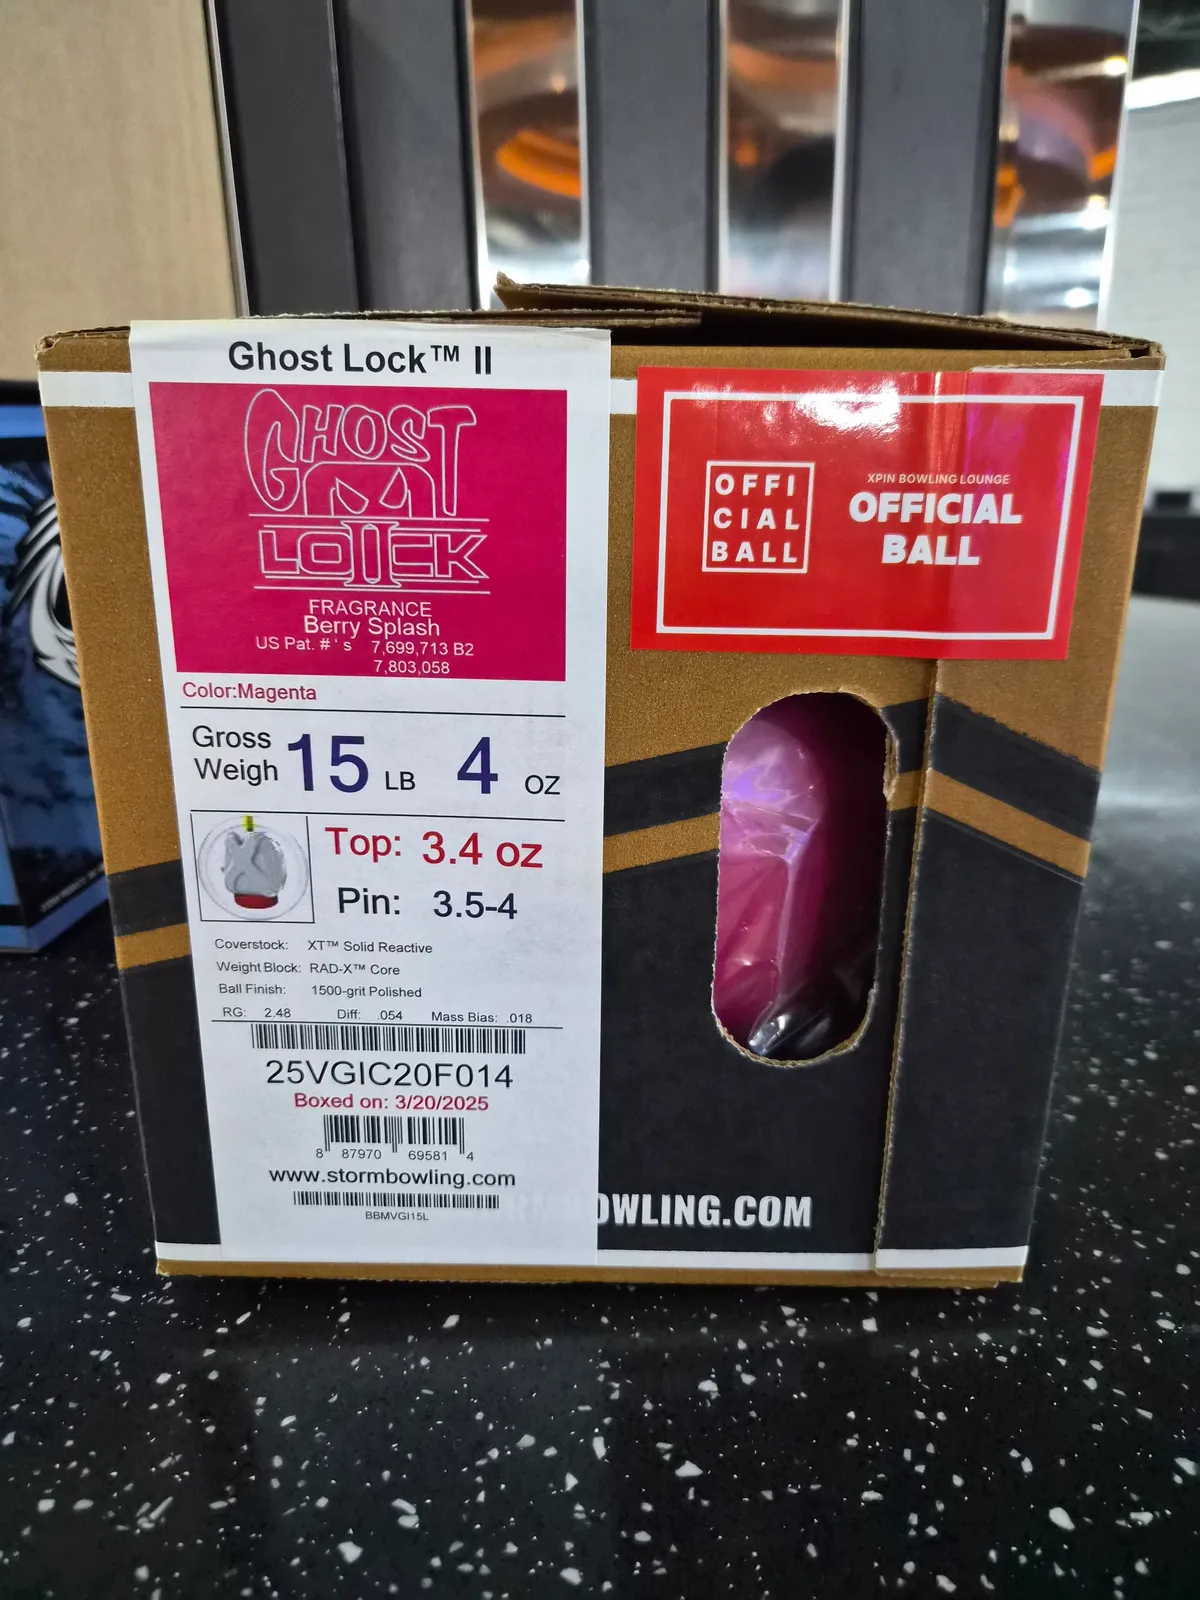 Ghost Lock™ II
GHOST
LOIICK
FRAGRANCE
Berry Splash
US Pat. # ' s 7,699,713 B2
7,803,058
Color:Magenta
Gross
Weigh
15 LB 4 OZ
Top: 3.4 oz
Pin: 3.5-4
Coverstock: XT™ Solid Reactive
Weight Block: RAD-X™ Core
Ball Finish: 1500-grit Polished
RG: 2.48 Diff: .054 Mass Bias: .018
25VGIC20F014
Boxed on: 3/20/2025
8 87970 69581 4
www.stormbowling.com
BBMVGI15L
OFFI
CIAL
BALL
XPIN BOWLING LOUNGE
OFFICIAL
BALL
OWLING.COM